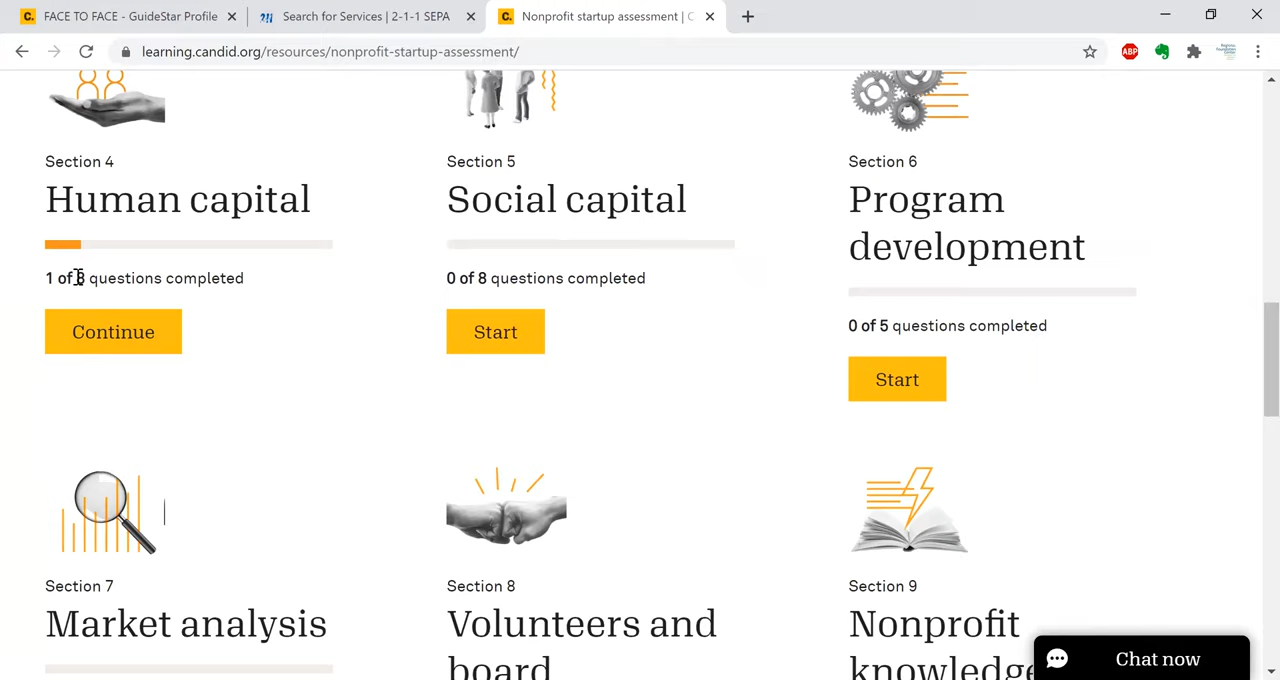 FACE TO FACE - GuideStar Profile
Search for Services | 2-1-1 SEPA
Nonprofit startup assessment | C
learning.candid.org/resources/nonprofit-startup-assessment/
ABP
Section 4
Human capital
1 of 8 questions completed
Continue
Section 5
Social capital
0 of 8 questions completed
Start
Section 6
Program
development
0 of 5 questions completed
Start
Section 7
Market analysis
Section 8
Volunteers and
board
Section 9
Nonprofit
knowledge
Chat now